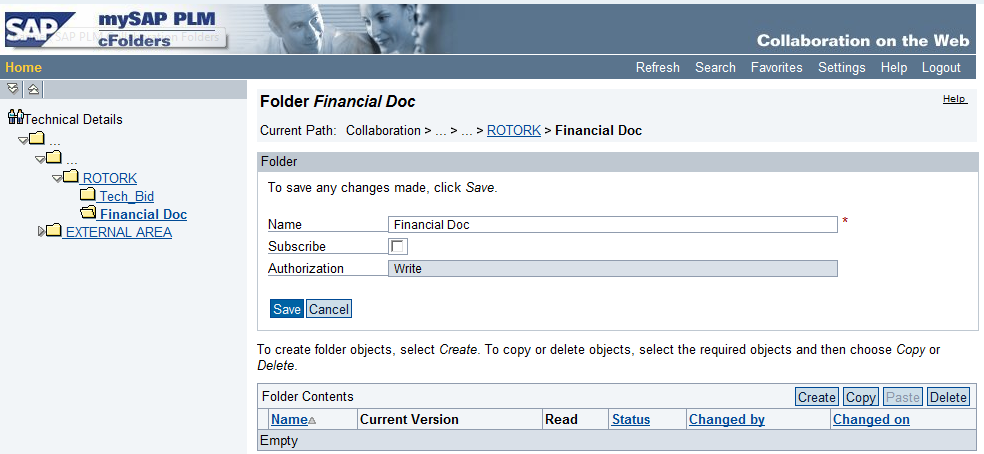 SAP
mySAP PLM
cFolders
SAP PLM Collaboration Folders
Collaboration on the Web
Home
Refresh Search Favorites Settings Help Logout
Technical Details
...
...
ROTORK
Tech_Bid
Financial Doc
EXTERNAL AREA
Folder Financial Doc
Help
Current Path: Collaboration > ... > ... > ROTORK > Financial Doc
Folder
To save any changes made, click Save.
Name Financial Doc *
Subscribe
Authorization Write
Save Cancel
To create folder objects, select Create. To copy or delete objects, select the required objects and then choose Copy or
Delete.
Folder Contents Create Copy Paste Delete
Name Current Version Read Status Changed by Changed on
Empty